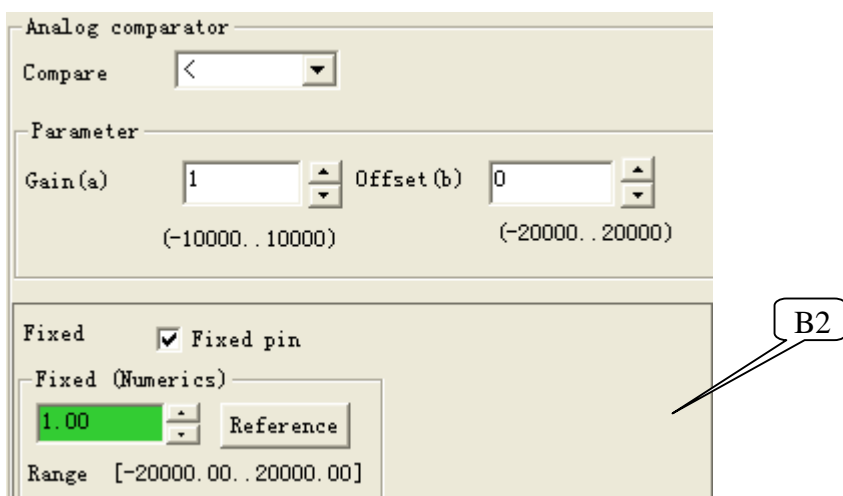 Analog comparator
Compare <
Parameter
Gain(a) 1 Offset(b) 0
(-10000..10000) (-20000..20000)
Fixed Fixed pin
B2
Fixed (Numerics)
1.00 Reference
Range [-20000.00..20000.00]